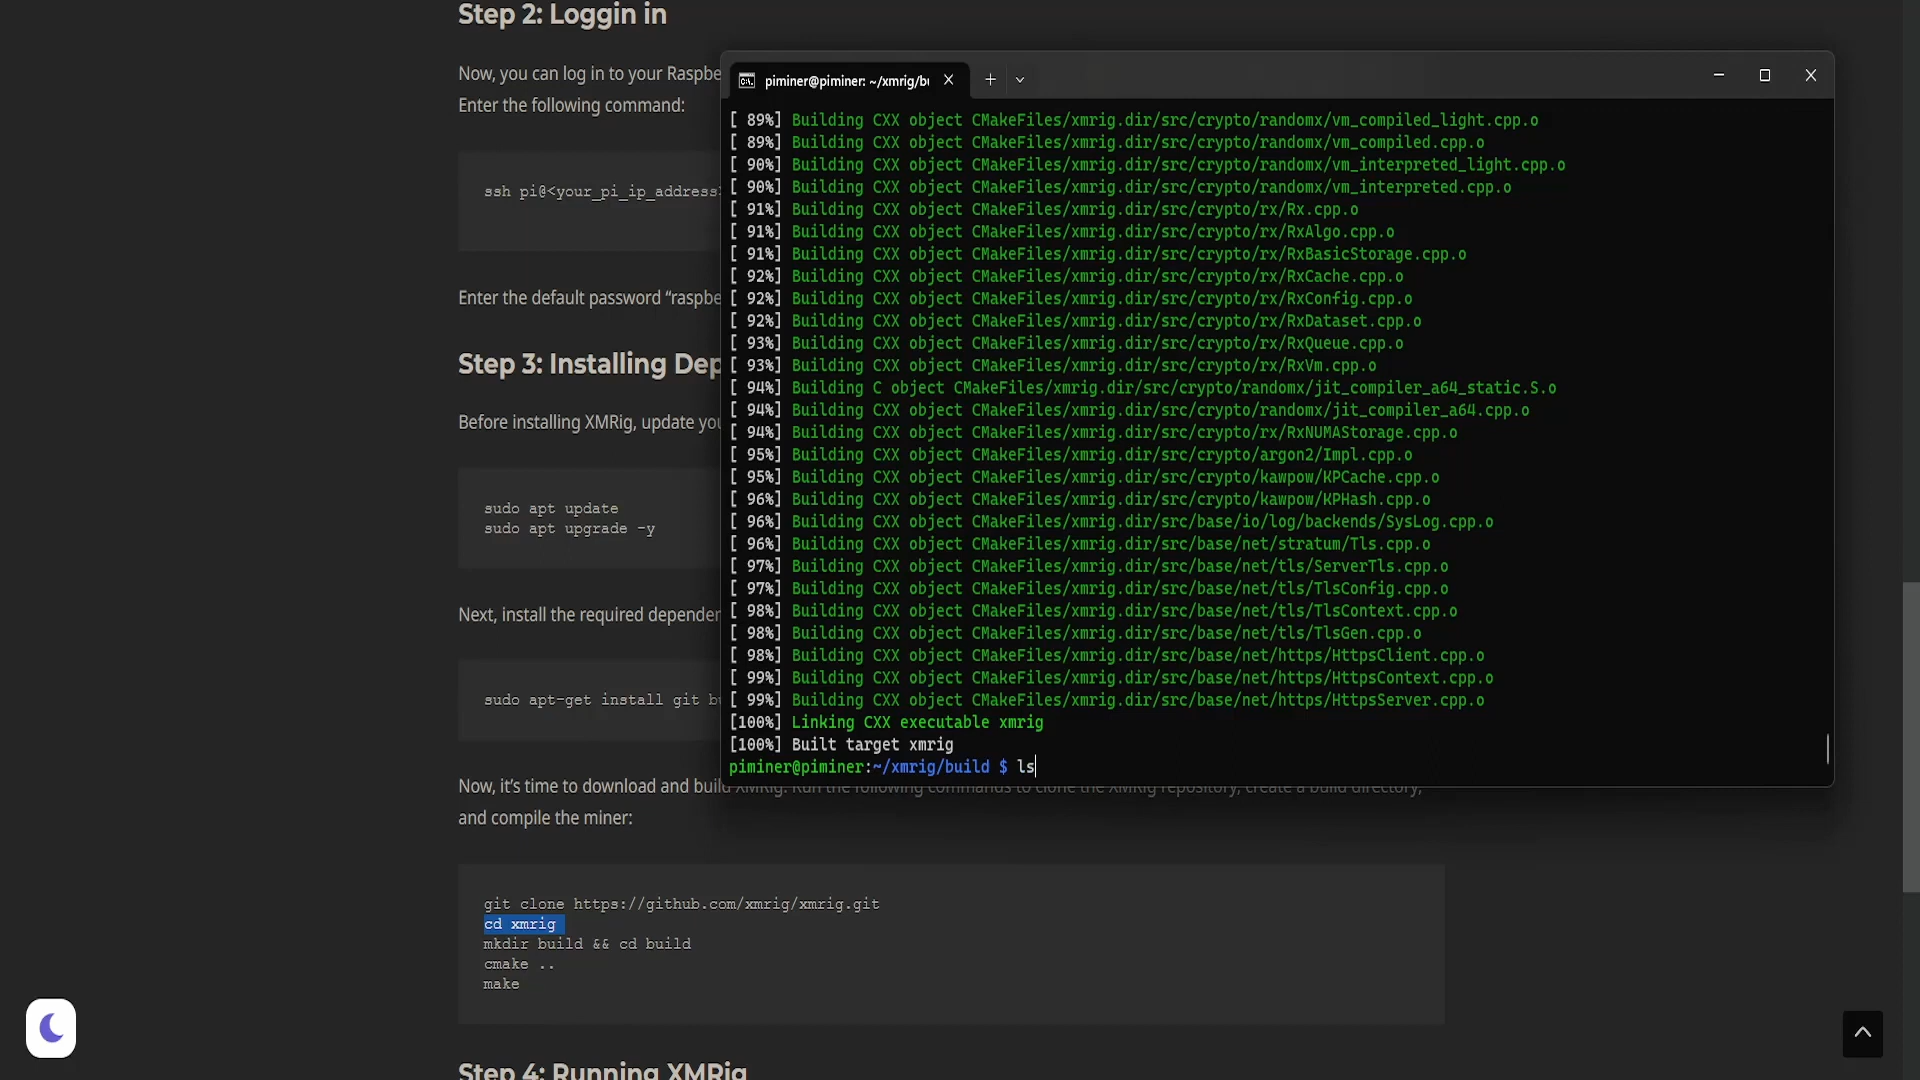 Step 2: Loggin in
Now, you can log in to your Raspbe
Enter the following command:
ssh pi@<your_pi_ip_address>
Enter the default password “raspbe
Step 3: Installing Dep
Before installing XMRig, update you
sudo apt update
sudo apt upgrade -y
Next, install the required depender
sudo apt-get install git bu
Now, it’s time to download and build XMRig. Run the following commands to clone the XMRig repository, create a build directory,
and compile the miner:
git clone https://github.com/xmrig/xmrig.git
cd xmrig
mkdir build && cd build
cmake ..
make
Step 4: Running XMRig
piminer@piminer: ~/xmrig/bu
[ 89%] Building CXX object CMakeFiles/xmrig.dir/src/crypto/randomx/vm_compiled_light.cpp.o
[ 89%] Building CXX object CMakeFiles/xmrig.dir/src/crypto/randomx/vm_compiled.cpp.o
[ 90%] Building CXX object CMakeFiles/xmrig.dir/src/crypto/randomx/vm_interpreted_light.cpp.o
[ 90%] Building CXX object CMakeFiles/xmrig.dir/src/crypto/randomx/vm_interpreted.cpp.o
[ 91%] Building CXX object CMakeFiles/xmrig.dir/src/crypto/rx/Rx.cpp.o
[ 91%] Building CXX object CMakeFiles/xmrig.dir/src/crypto/rx/RxAlgo.cpp.o
[ 91%] Building CXX object CMakeFiles/xmrig.dir/src/crypto/rx/RxBasicStorage.cpp.o
[ 92%] Building CXX object CMakeFiles/xmrig.dir/src/crypto/rx/RxCache.cpp.o
[ 92%] Building CXX object CMakeFiles/xmrig.dir/src/crypto/rx/RxConfig.cpp.o
[ 92%] Building CXX object CMakeFiles/xmrig.dir/src/crypto/rx/RxDataset.cpp.o
[ 93%] Building CXX object CMakeFiles/xmrig.dir/src/crypto/rx/RxQueue.cpp.o
[ 93%] Building CXX object CMakeFiles/xmrig.dir/src/crypto/rx/RxVm.cpp.o
[ 94%] Building C object CMakeFiles/xmrig.dir/src/crypto/randomx/jit_compiler_a64_static.S.o
[ 94%] Building CXX object CMakeFiles/xmrig.dir/src/crypto/randomx/jit_compiler_a64.cpp.o
[ 94%] Building CXX object CMakeFiles/xmrig.dir/src/crypto/rx/RxNUMAStorage.cpp.o
[ 95%] Building CXX object CMakeFiles/xmrig.dir/src/crypto/argon2/Impl.cpp.o
[ 95%] Building CXX object CMakeFiles/xmrig.dir/src/crypto/kawpow/KPCache.cpp.o
[ 96%] Building CXX object CMakeFiles/xmrig.dir/src/crypto/kawpow/KPHash.cpp.o
[ 96%] Building CXX object CMakeFiles/xmrig.dir/src/base/io/log/backends/SysLog.cpp.o
[ 96%] Building CXX object CMakeFiles/xmrig.dir/src/base/net/stratum/Tls.cpp.o
[ 97%] Building CXX object CMakeFiles/xmrig.dir/src/base/net/tls/ServerTls.cpp.o
[ 97%] Building CXX object CMakeFiles/xmrig.dir/src/base/net/tls/TlsConfig.cpp.o
[ 98%] Building CXX object CMakeFiles/xmrig.dir/src/base/net/tls/TlsContext.cpp.o
[ 98%] Building CXX object CMakeFiles/xmrig.dir/src/base/net/tls/TlsGen.cpp.o
[ 98%] Building CXX object CMakeFiles/xmrig.dir/src/base/net/https/HttpsClient.cpp.o
[ 99%] Building CXX object CMakeFiles/xmrig.dir/src/base/net/https/HttpsContext.cpp.o
[ 99%] Building CXX object CMakeFiles/xmrig.dir/src/base/net/https/HttpsServer.cpp.o
[100%] Linking CXX executable xmrig
[100%] Built target xmrig
piminer@piminer:~/xmrig/build $ ls